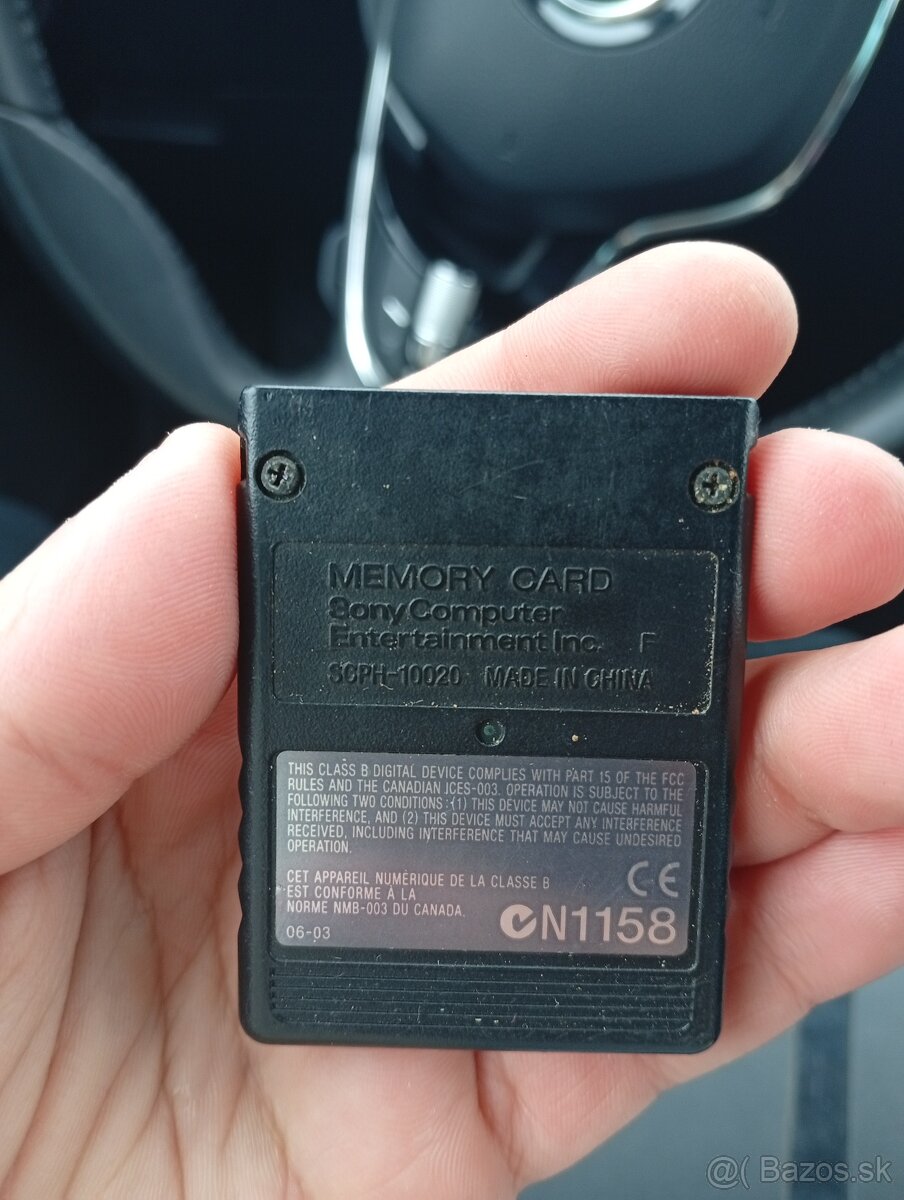 MEMORY CARD
Sony Computer
Entertainment Inc. F
SCPH-10020 MADE IN CHINA
THIS CLASS B DIGITAL DEVICE COMPLIES WITH PART 15 OF THE FCC
RULES AND THE CANADIAN ICES-003. OPERATION IS SUBJECT TO THE
FOLLOWING TWO CONDITIONS :(1) THIS DEVICE MAY NOT CAUSE HARMFUL
INTERFERENCE, AND (2) THIS DEVICE MUST ACCEPT ANY INTERFERENCE
RECEIVED, INCLUDING INTERFERENCE THAT MAY CAUSE UNDESIRED
OPERATION.
CET APPAREIL NUMÉRIQUE DE LA CLASSE B
EST CONFORME À LA
NORME NMB-003 DU CANADA.
CE
N1158
06-03
@( Bazos.sk